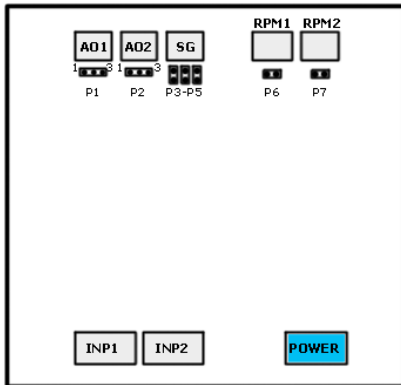 RPM1 RPM2
AO1 AO2 SG
1 3 1 3
P1 P2 P3-P5 P6 P7
INP1 INP2 POWER